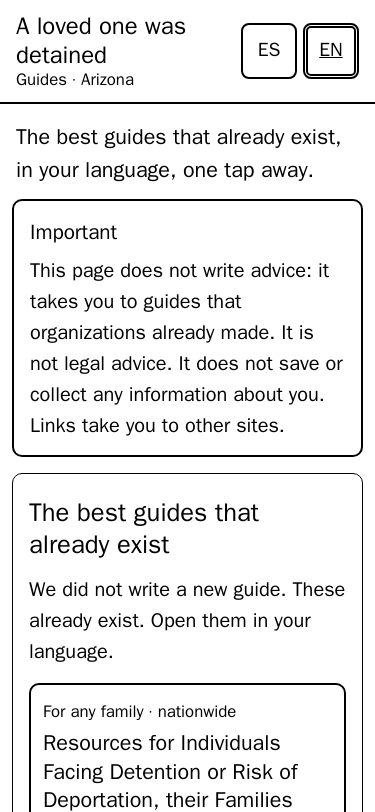 A loved one was
detained
Guides · Arizona
ES
EN
The best guides that already exist,
in your language, one tap away.
Important
This page does not write advice: it
takes you to guides that
organizations already made. It is
not legal advice. It does not save or
collect any information about you.
Links take you to other sites.
The best guides that
already exist
We did not write a new guide. These
already exist. Open them in your
language.
For any family · nationwide
Resources for Individuals
Facing Detention or Risk of
Deportation, their Families